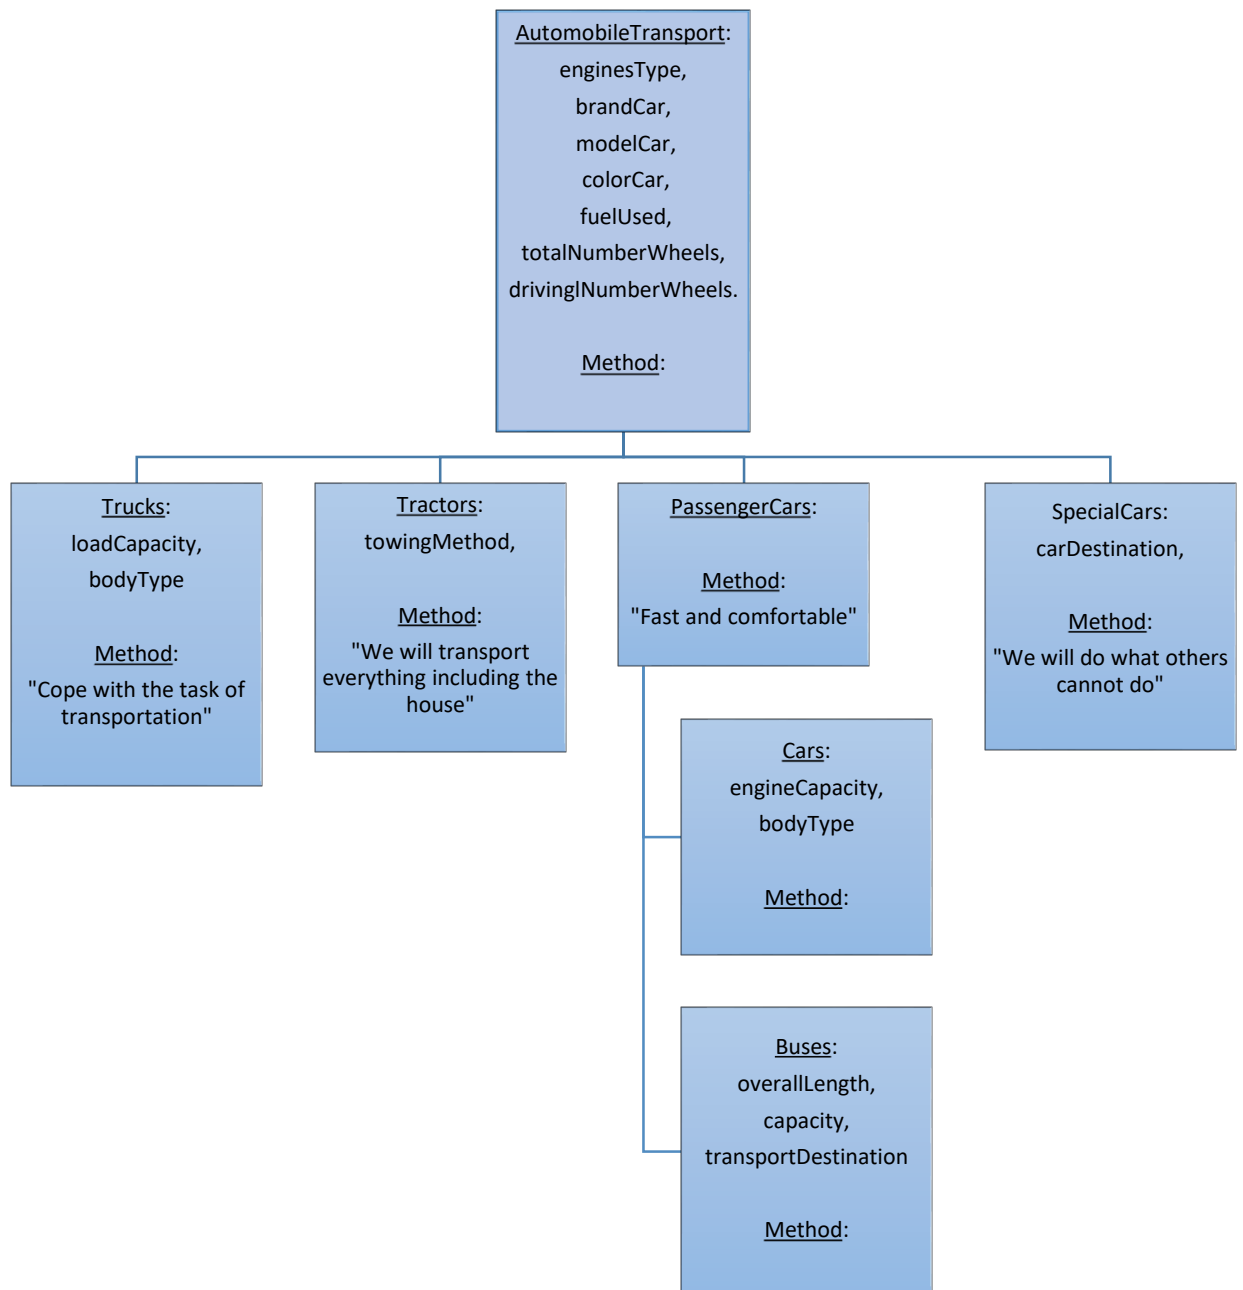 AutomobileTransport:
enginesType,
brandCar,
modelCar,
colorCar,
fuelUsed,
totalNumberWheels,
drivinglNumberWheels.
Method:
Trucks:
loadCapacity,
bodyType
Method:
"Cope with the task of
transportation"
Tractors:
towingMethod,
Method:
"We will transport
everything including the
house"
PassengerCars:
Method:
"Fast and comfortable"
SpecialCars:
carDestination,
Method:
"We will do what others
cannot do"
Cars:
engineCapacity,
bodyType
Method:
Buses:
overallLength,
capacity,
transportDestination
Method: